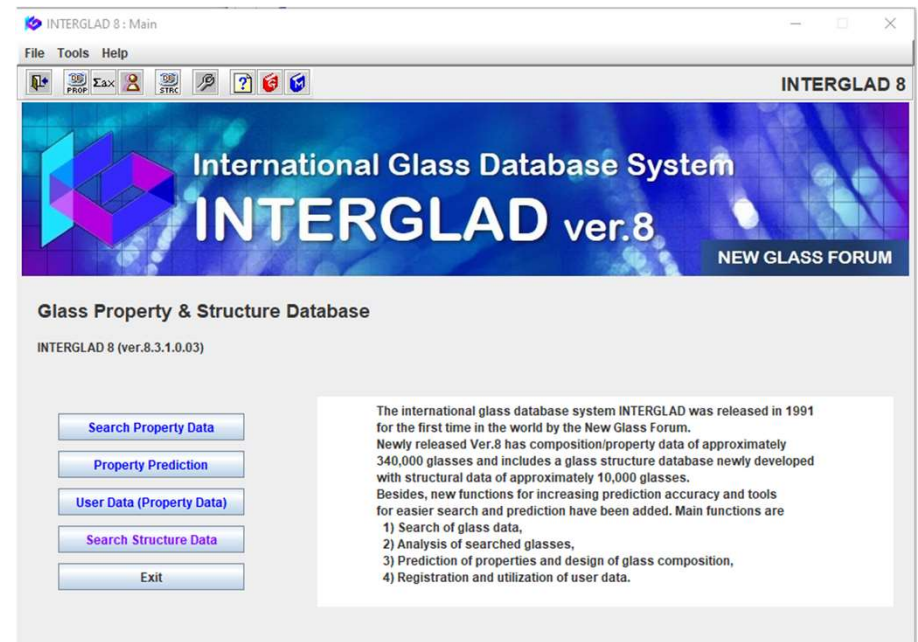 INTERGLAD 8 : Main
File Tools Help
PROP Σax STRC ?
INTERGLAD 8
International Glass Database System
INTERGLAD ver.8
NEW GLASS FORUM
Glass Property & Structure Database
INTERGLAD 8 (ver.8.3.1.0.03)
Search Property Data
Property Prediction
User Data (Property Data)
Search Structure Data
Exit
The international glass database system INTERGLAD was released in 1991
for the first time in the world by the New Glass Forum.
Newly released Ver.8 has composition/property data of approximately
340,000 glasses and includes a glass structure database newly developed
with structural data of approximately 10,000 glasses.
Besides, new functions for increasing prediction accuracy and tools
for easier search and prediction have been added. Main functions are
1) Search of glass data,
2) Analysis of searched glasses,
3) Prediction of properties and design of glass composition,
4) Registration and utilization of user data.